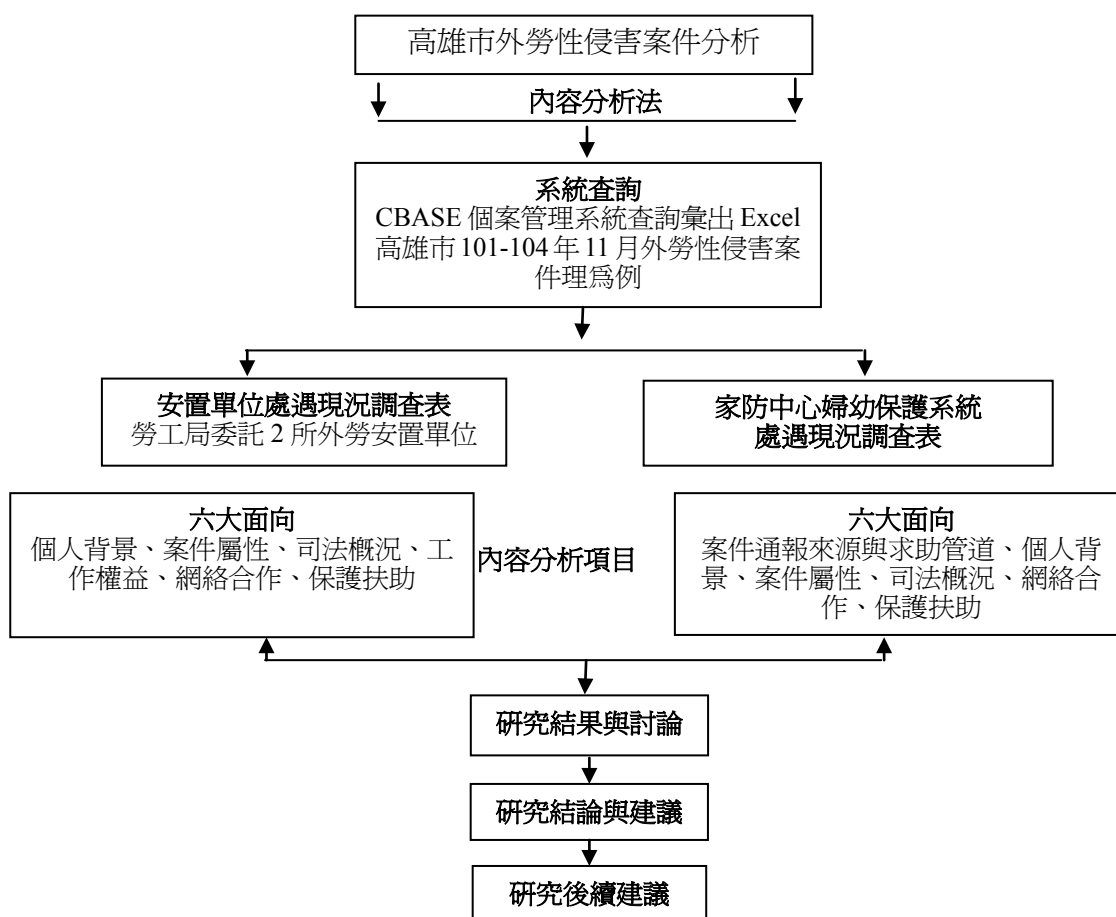 高雄市外勞性侵害案件分析
內容分析法
系統查詢
CBASE 個案管理系統查詢彙出 Excel
高雄市 101-104 年 11 月外勞性侵害案
件理為例
安置單位處遇現況調查表
勞工局委託 2 所外勞安置單位
家防中心婦幼保護系統
處遇現況調查表
六大面向
個人背景、案件屬性、司法概況、工
作權益、網絡合作、保護扶助
內容分析項目
六大面向
案件通報來源與求助管道、個人背
景、案件屬性、司法概況、網絡合
作、保護扶助
研究結果與討論
研究結論與建議
研究後續建議